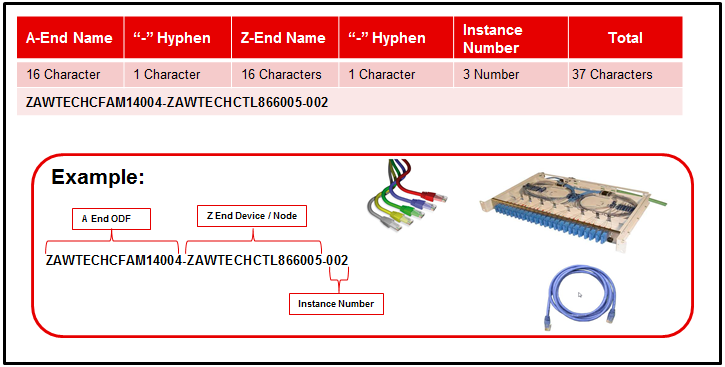 A-End Name “-” Hyphen Z-End Name “-” Hyphen Instance Number Total
16 Character 1 Character 16 Characters 1 Character 3 Number 37 Characters
ZAWTECHCFAM14004-ZAWTECHCTL866005-002
Example:
A End ODF
Z End Device / Node
ZAWTECHCFAM14004-ZAWTECHCTL866005-002
Instance Number